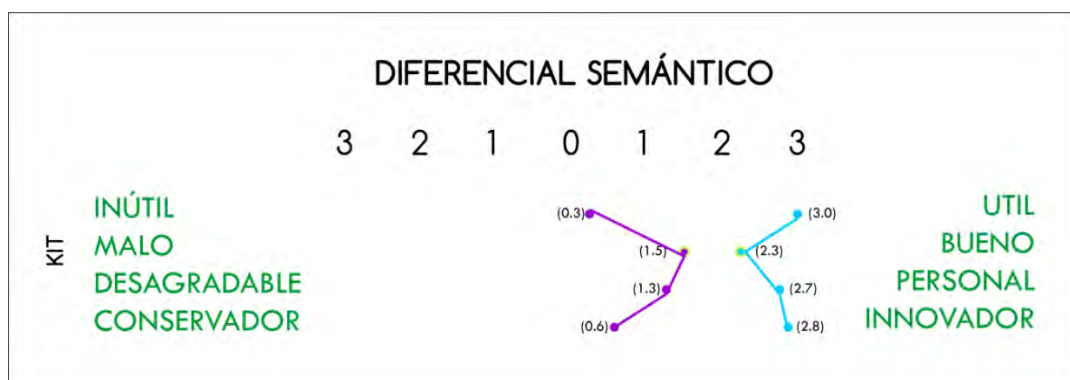 DIFERENCIAL SEMÁNTICO
3 2 1 0 1 2 3
KIT
INÚTIL (0.3) (3.0) UTIL
MALO (1.5) (2.3) BUENO
DESAGRADABLE (1.3) (2.7) PERSONAL
CONSERVADOR (0.6) (2.8) INNOVADOR